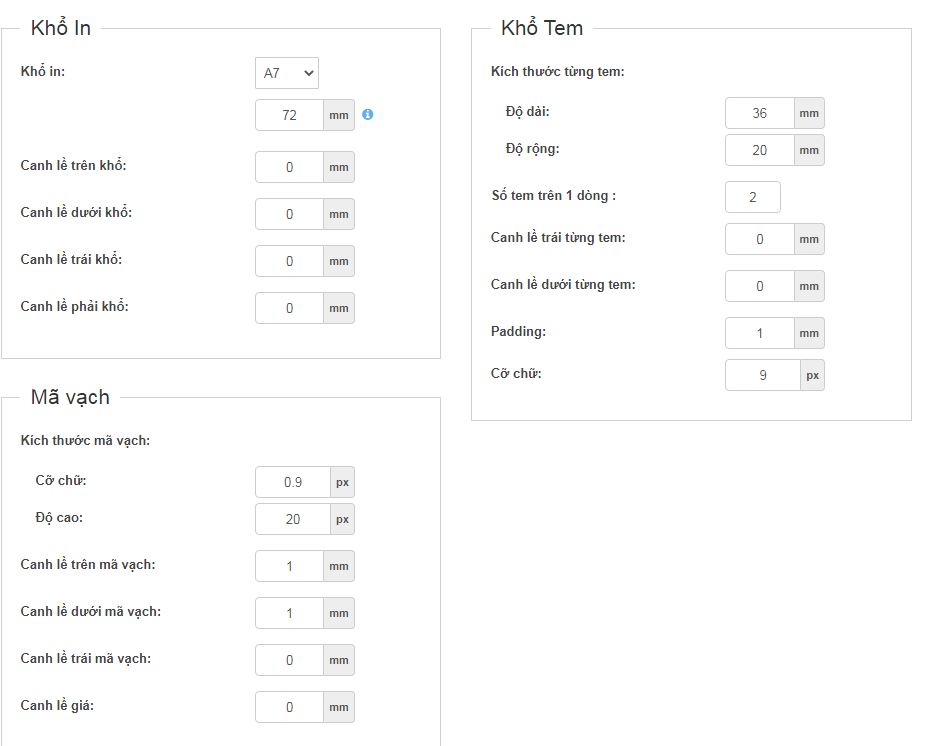 Khổ In
Khổ in:
A7
72 mm
Canh lề trên khổ:
0 mm
Canh lề dưới khổ:
0 mm
Canh lề trái khổ:
0 mm
Canh lề phải khổ:
0 mm
Mã vạch
Kích thước mã vạch:
Cỡ chữ:
0.9 px
Độ cao:
20 px
Canh lề trên mã vạch:
1 mm
Canh lề dưới mã vạch:
1 mm
Canh lề trái mã vạch:
0 mm
Canh lề giá:
0 mm
Khổ Tem
Kích thước từng tem:
Độ dài:
36 mm
Độ rộng:
20 mm
Số tem trên 1 dòng :
2
Canh lề trái từng tem:
0 mm
Canh lề dưới từng tem:
0 mm
Padding:
1 mm
Cỡ chữ:
9 px